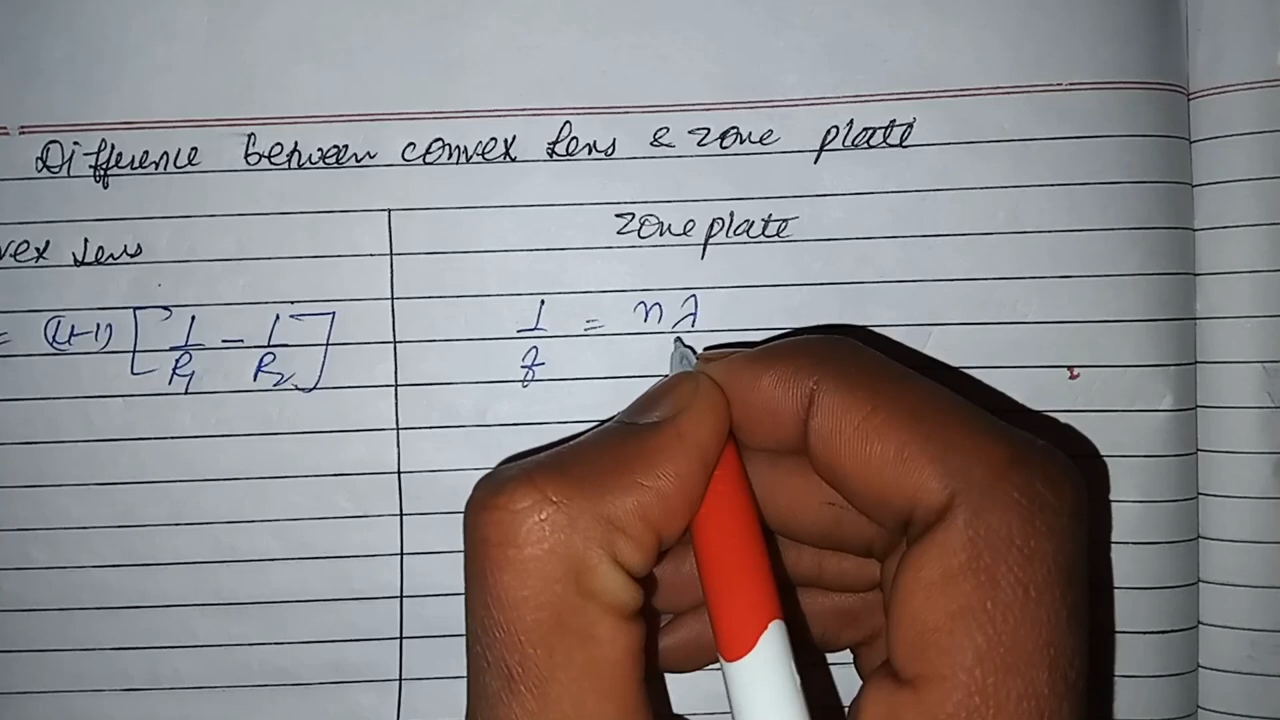 Difference between convex lens & zone plate
vex lens
zone plate
= (μ-1) [1/R1 - 1/R2]
1/f = nλ